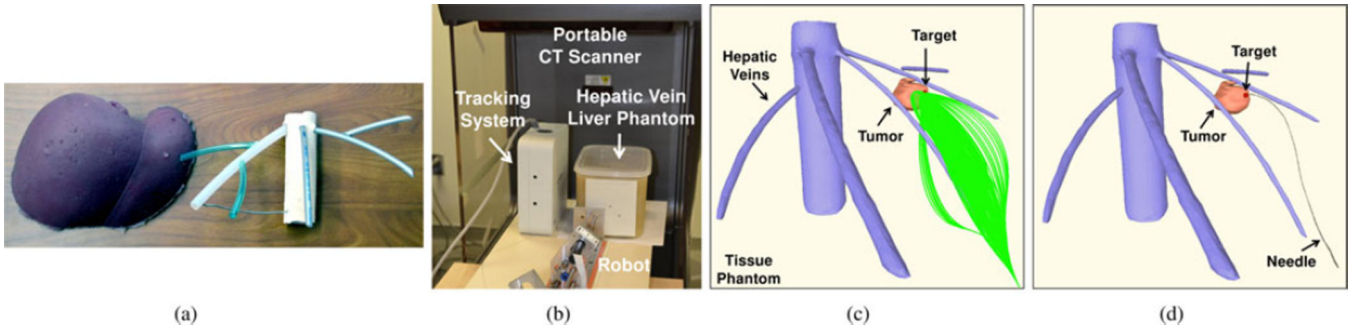 Portable
CT Scanner
Tracking
System
Hepatic Vein
Liver Phantom
Robot
Hepatic
Veins
Target
Tumor
Tissue
Phantom
Target
Tumor
Needle
(a)
(b)
(c)
(d)